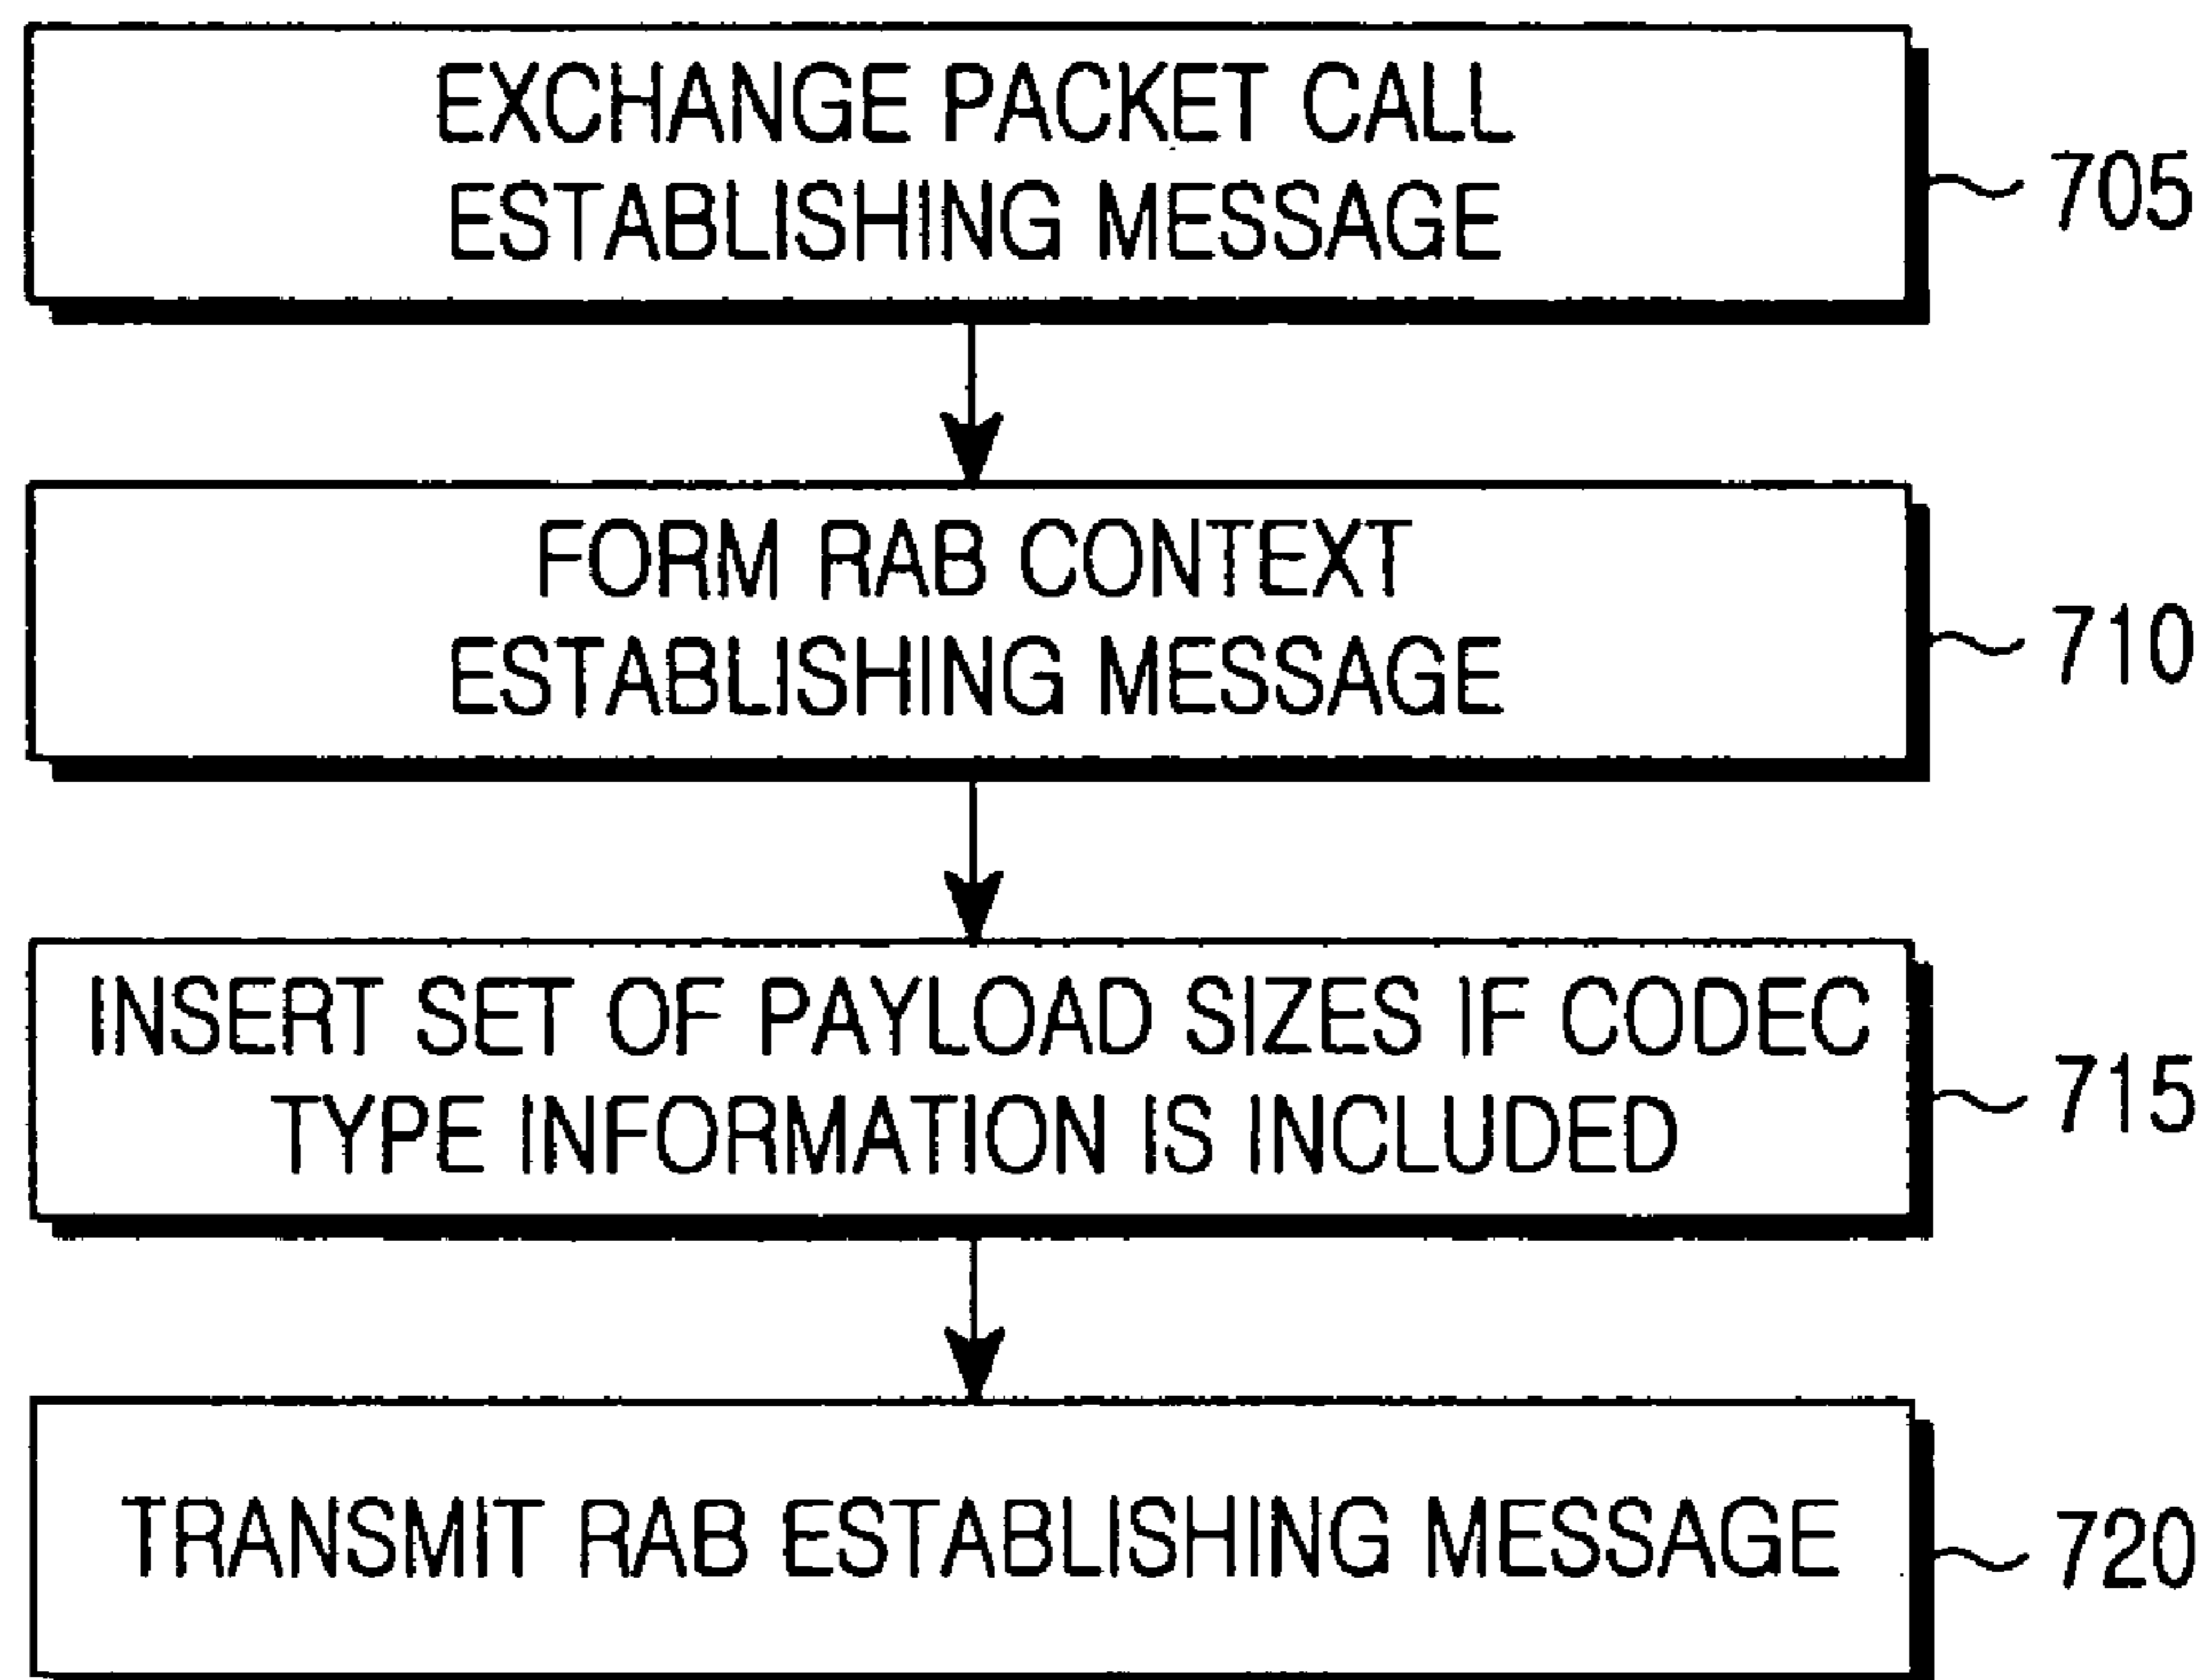 EXCHANGE PACKET CALL
ESTABLISHING MESSAGE
705
FORM RAB CONTEXT
ESTABLISHING MESSAGE
710
INSERT SET OF PAYLOAD SIZES IF CODEC
TYPE INFORMATION IS INCLUDED
715
TRANSMIT RAB ESTABLISHING MESSAGE
720